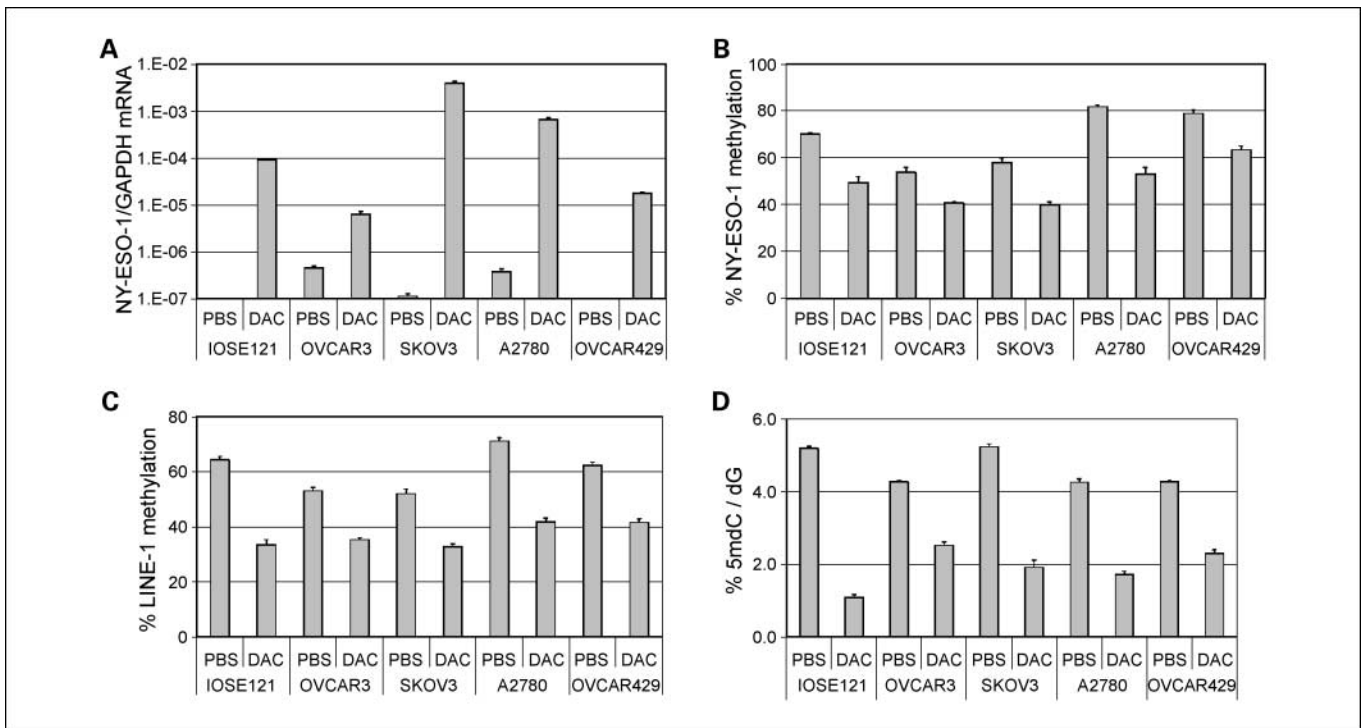 A
NY-ESO-1/GAPDH mRNA
1.E-02
1.E-03
1.E-04
1.E-05
1.E-06
1.E-07
PBS DAC PBS DAC PBS DAC PBS DAC PBS DAC
IOSE121 OVCAR3 SKOV3 A2780 OVCAR429
B
% NY-ESO-1 methylation
100
80
60
40
20
0
PBS DAC PBS DAC PBS DAC PBS DAC PBS DAC
IOSE121 OVCAR3 SKOV3 A2780 OVCAR429
C
% LINE-1 methylation
80
60
40
20
0
PBS DAC PBS DAC PBS DAC PBS DAC PBS DAC
IOSE121 OVCAR3 SKOV3 A2780 OVCAR429
D
% 5mdC / dG
6.0
4.0
2.0
0.0
PBS DAC PBS DAC PBS DAC PBS DAC PBS DAC
IOSE121 OVCAR3 SKOV3 A2780 OVCAR429